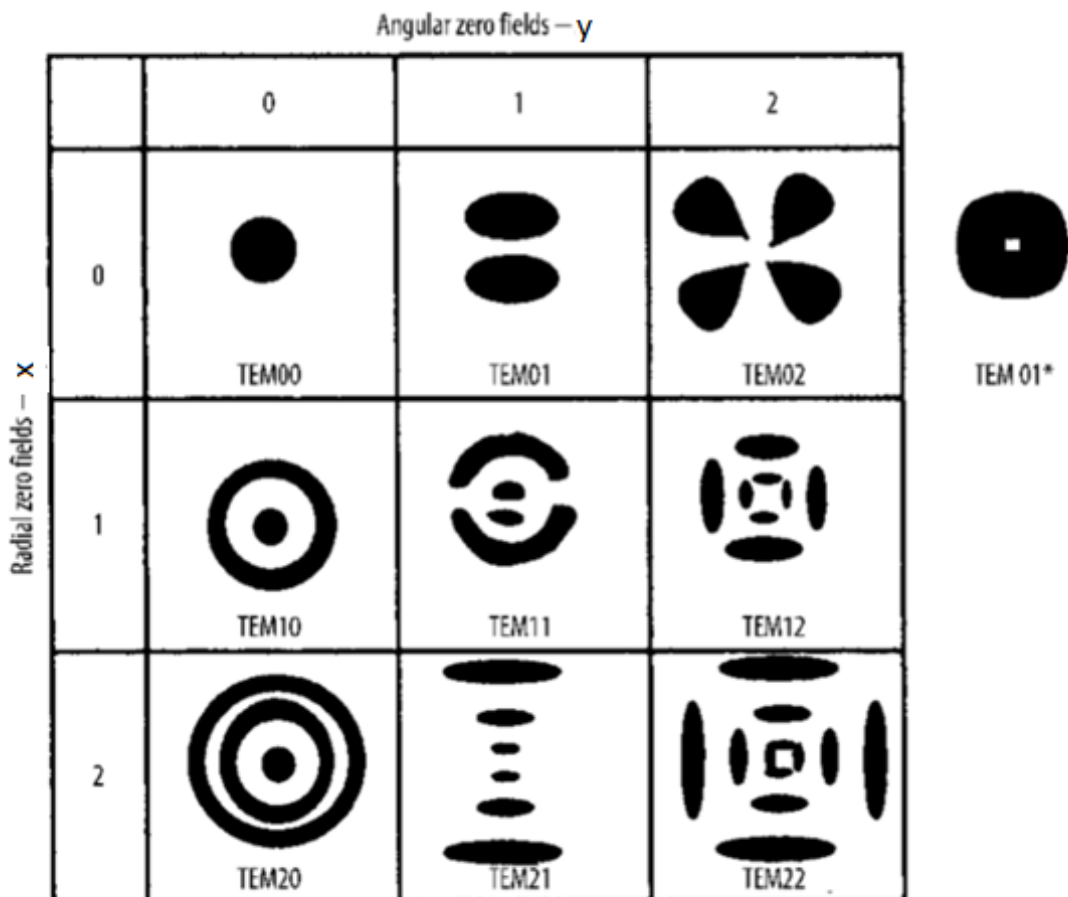 Angular zero fields – y
0 1 2
Radial zero fields – x
0
TEM00 TEM01 TEM02 TEM 01*
1
TEM10 TEM11 TEM12
2
TEM20 TEM21 TEM22